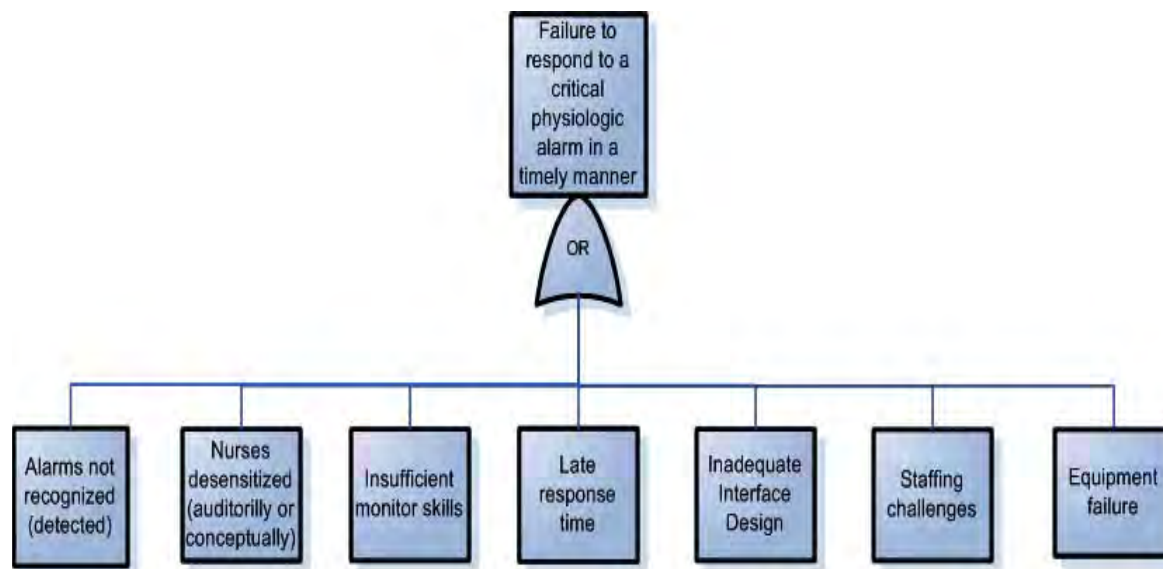 Failure to
respond to a
critical
physiologic
alarm in a
timely manner
OR
Alarms not
recognized
(detected)
Nurses
desensitized
(auditorilly or
conceptually)
Insufficient
monitor skills
Late
response
time
Inadequate
Interface
Design
Staffing
challenges
Equipment
failure